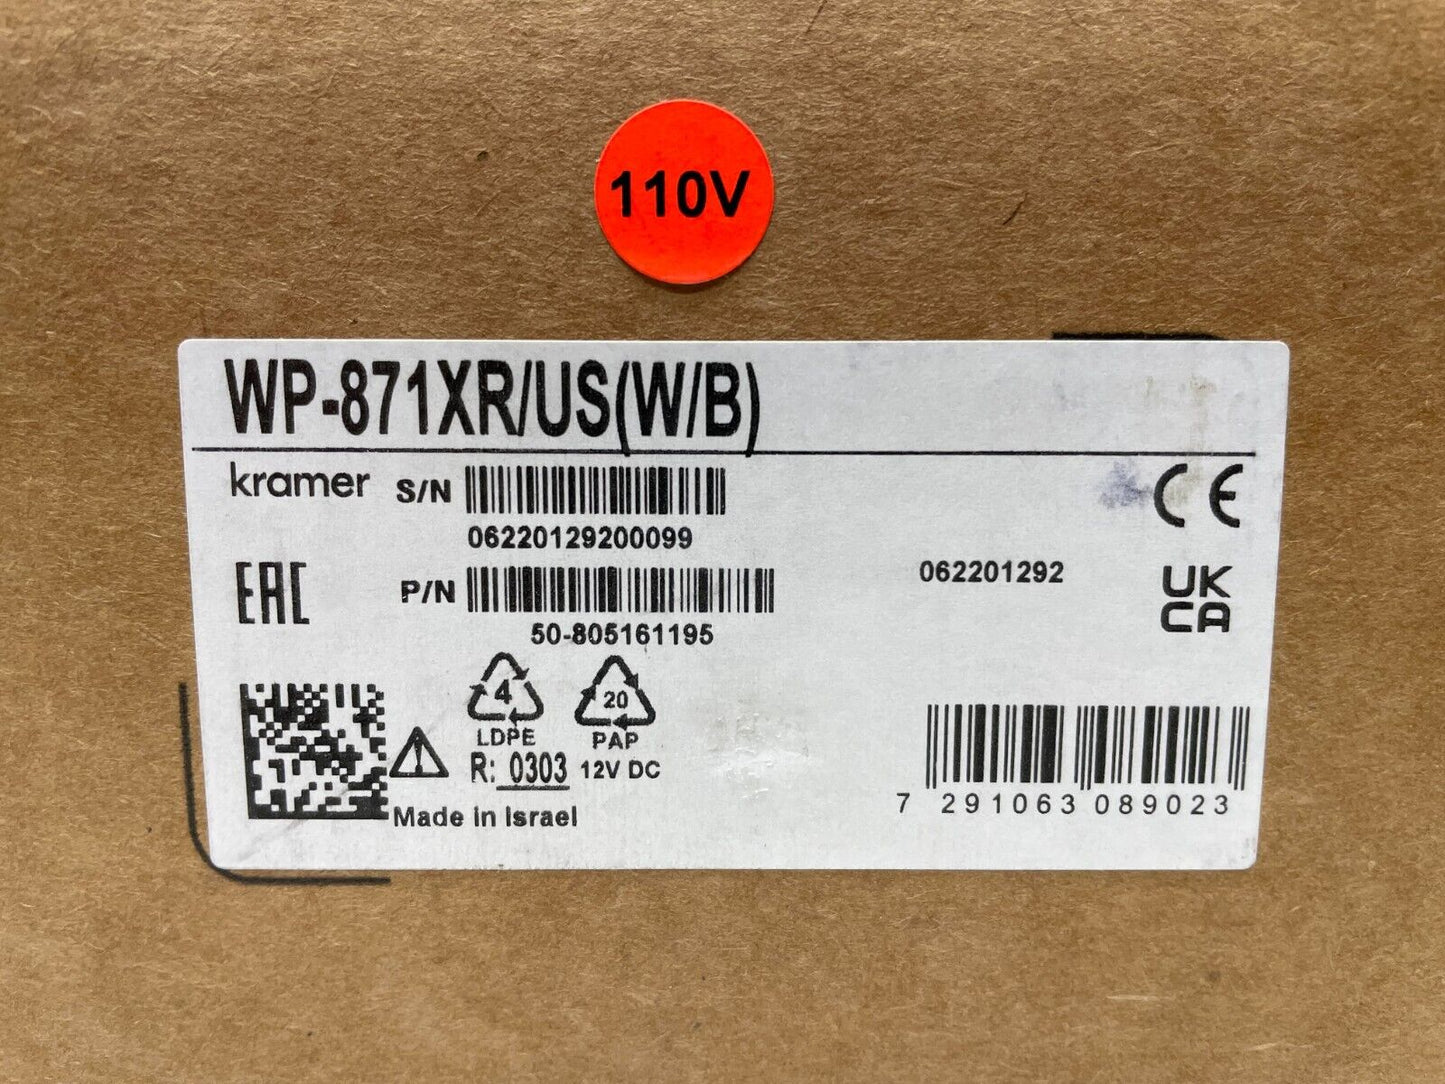 110V
WP-871XR/US(W/B)
kramer S/N
06220129200099
CE
EAC P/N
062201292
UK
CA
50-805161195
4
LDPE
20
PAP
R: 0303 12V DC
Made in Israel
7 291063 089023